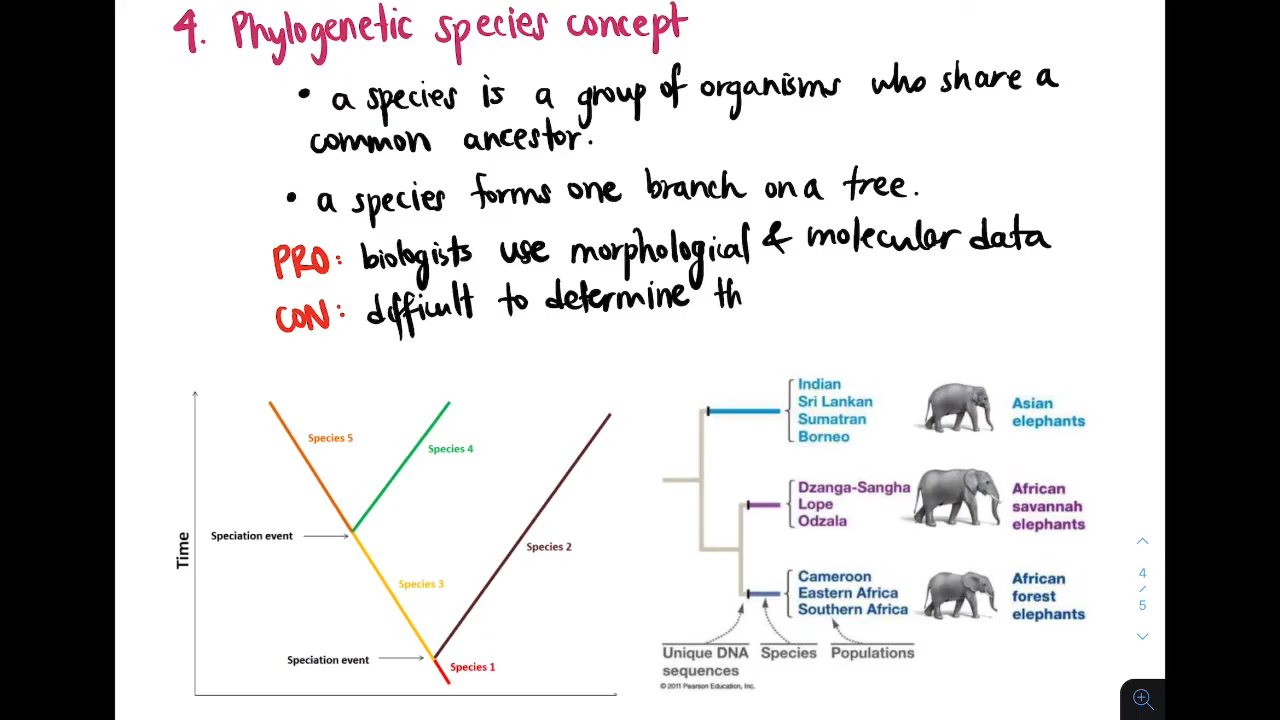 4. Phylogenetic species concept
• a species is a group of organisms who share a
common ancestor.
• a species forms one branch on a tree.
PRO: biologists use morphological & molecular data
CON: difficult to determine th
Time
Species 5
Species 4
Speciation event
Species 2
Species 3
Speciation event
Species 1
Indian
Sri Lankan
Sumatran
Borneo
Asian
elephants
Dzanga-Sangha
Lope
Odzala
African
savannah
elephants
Cameroon
Eastern Africa
Southern Africa
African
forest
elephants
Unique DNA
sequences
Species
Populations
© 2011 Pearson Education, Inc.
4
/
5